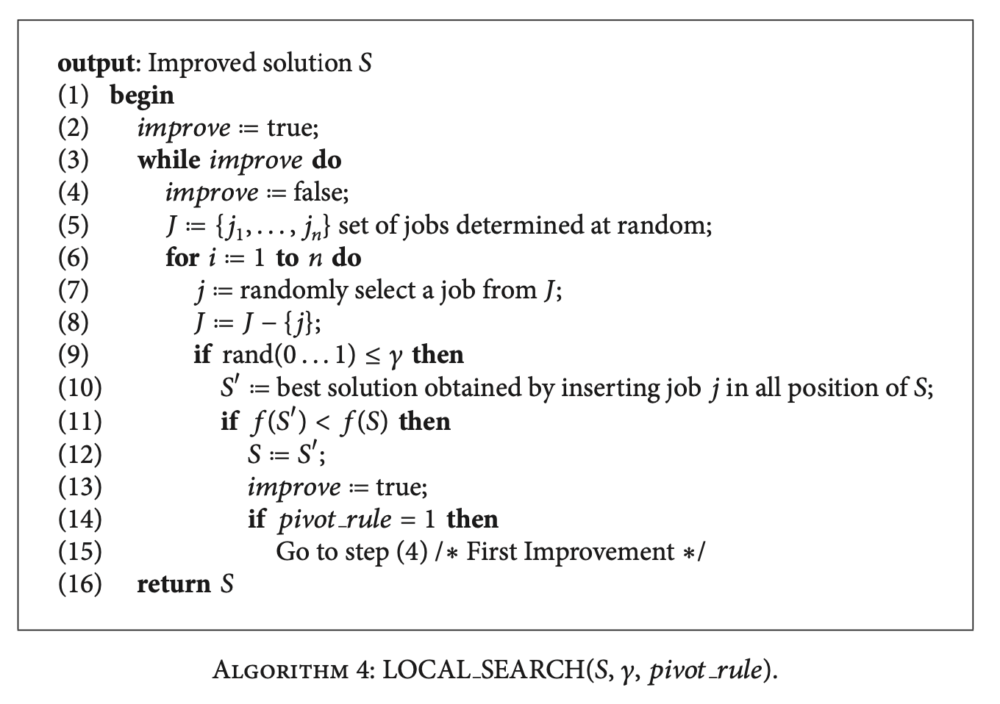 output: Improved solution S
(1) begin
(2) improve := true;
(3) while improve do
(4) improve := false;
(5) J := {j₁,..., jₙ} set of jobs determined at random;
(6) for i := 1 to n do
(7) j := randomly select a job from J;
(8) J := J − {j};
(9) if rand(0...1) ≤ γ then
(10) S′ := best solution obtained by inserting job j in all position of S;
(11) if f(S′) < f(S) then
(12) S := S′;
(13) improve := true;
(14) if pivot_rule = 1 then
(15) Go to step (4) /* First Improvement */
(16) return S
Algorithm 4: LOCAL_SEARCH(S, γ, pivot_rule).